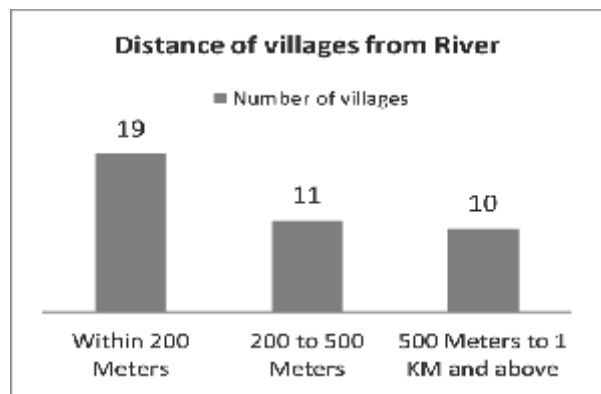 Distance of villages from River
Number of villages
19
11
10
Within 200
Meters
200 to 500
Meters
500 Meters to 1
KM and above